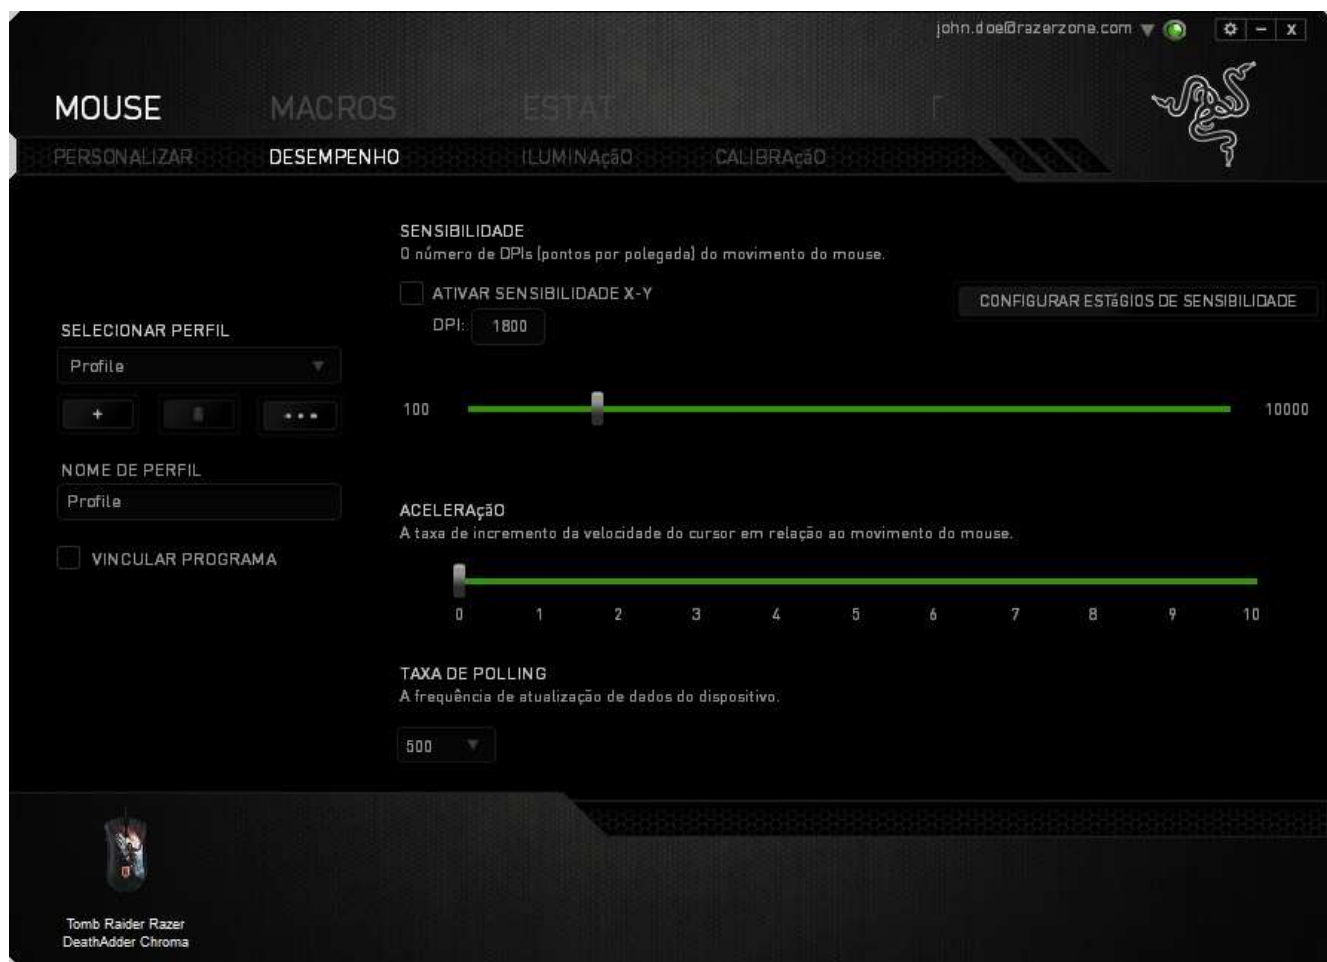 john.doe@razerzone.com
MOUSE MACROS ESTAT
PERSONALIZAR DESEMPENHO ILUMINAçãO CALIBRAçãO
SENSIBILIDADE
O número de DPIs (pontos por polegada) do movimento do mouse.
ATIVAR SENSIBILIDADE X-Y
CONFIGURAR ESTáGIOS DE SENSIBILIDADE
DPI: 1800
SELECIONAR PERFIL
Profile
+ ...
100 10000
NOME DE PERFIL
Profile
VINCULAR PROGRAMA
ACELERAçãO
A taxa de incremento da velocidade do cursor em relação ao movimento do mouse.
0 1 2 3 4 5 6 7 8 9 10
TAXA DE POLLING
A frequência de atualização de dados do dispositivo.
500
Tomb Raider Razer
DeathAdder Chroma